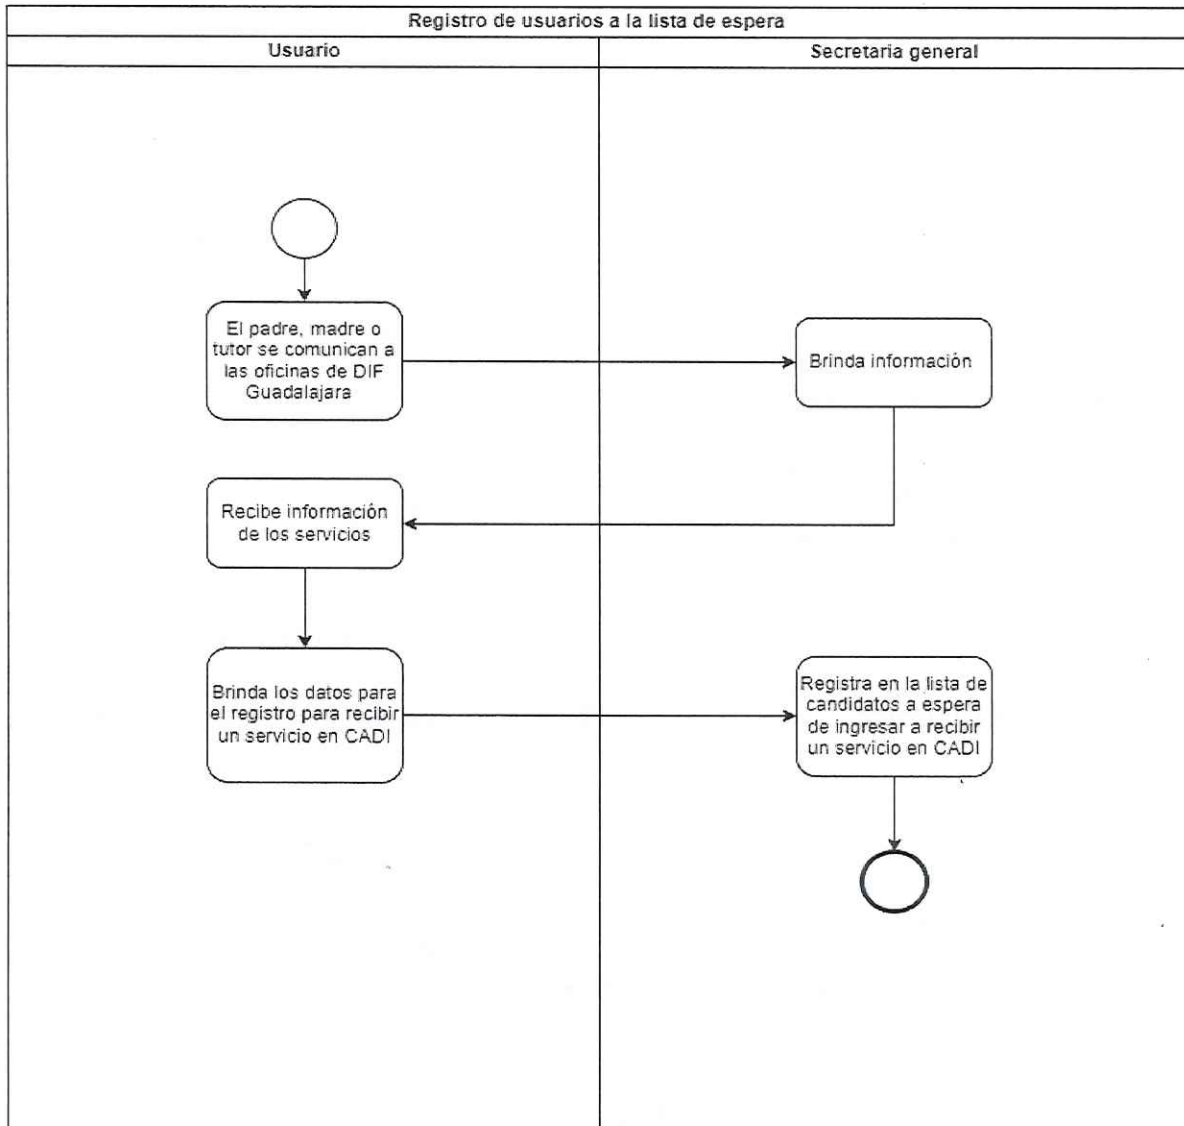 Registro de usuarios a la lista de espera
Usuario
Secretaria general
El padre, madre o
tutor se comunican a
las oficinas de DIF
Guadalajara
Brinda información
Recibe información
de los servicios
Brinda los datos para
el registro para recibir
un servicio en CADI
Registra en la lista de
candidatos a espera
de ingresar a recibir
un servicio en CADI